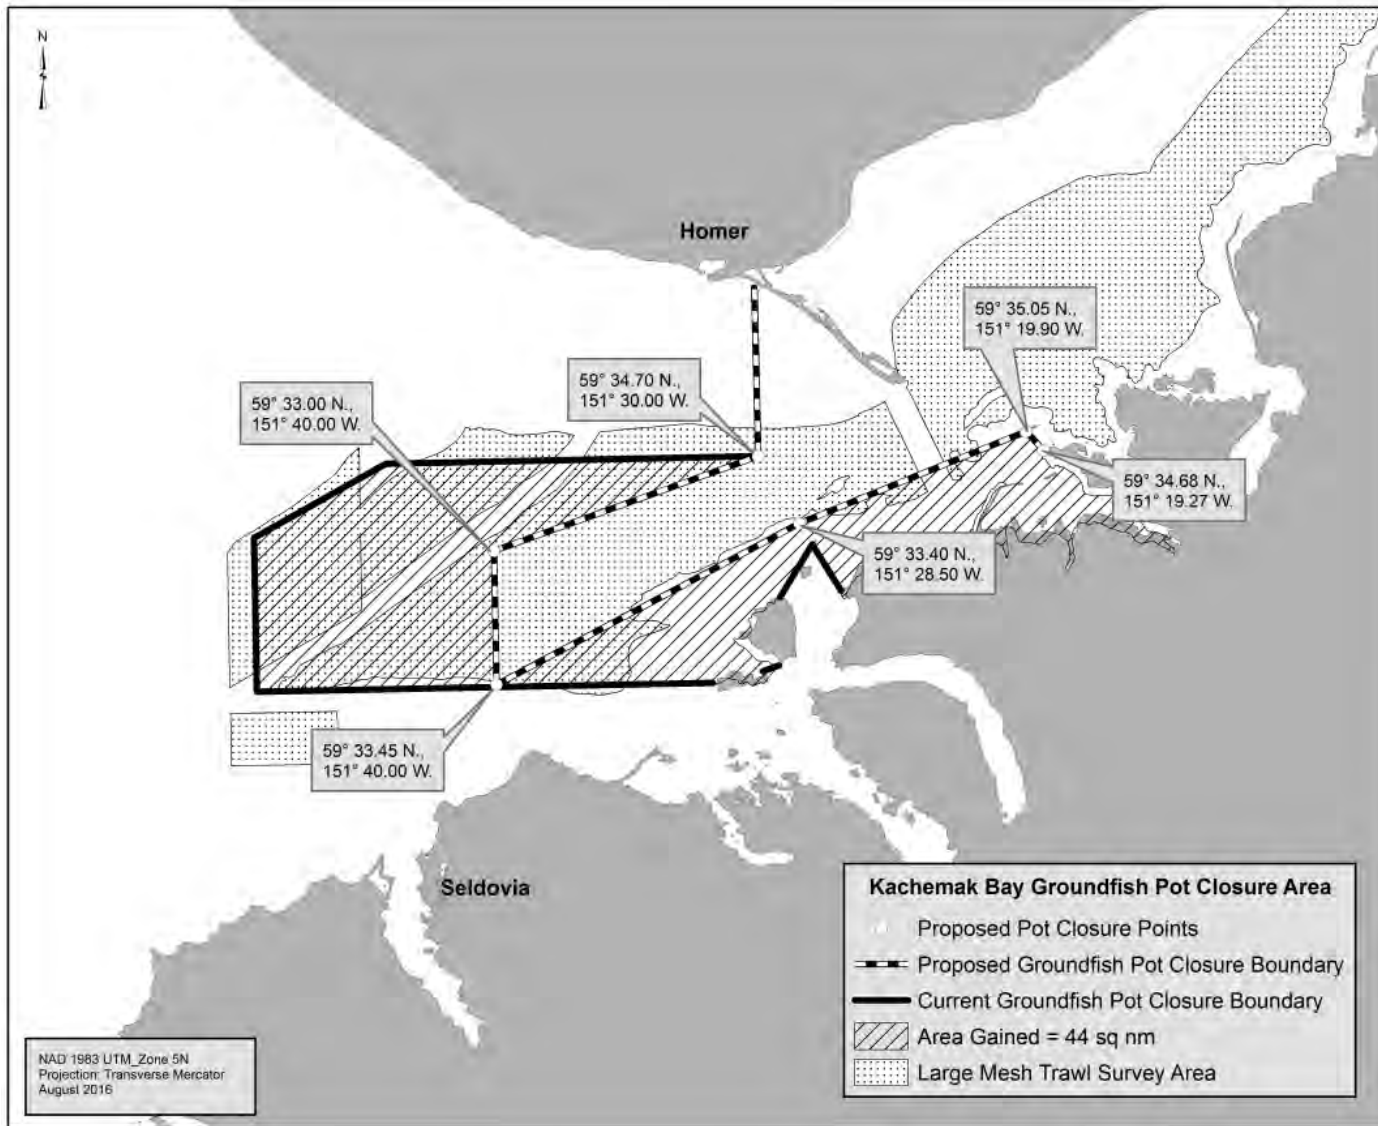 N
Homer
59° 35.05 N.,
151° 19.90 W.
59° 34.70 N.,
151° 30.00 W.
59° 33.00 N.,
151° 40.00 W.
59° 34.68 N.,
151° 19.27 W.
59° 33.40 N.,
151° 28.50 W.
59° 33.45 N.,
151° 40.00 W.
Seldovia
Kachemak Bay Groundfish Pot Closure Area
Proposed Pot Closure Points
Proposed Groundfish Pot Closure Boundary
Current Groundfish Pot Closure Boundary
Area Gained = 44 sq nm
Large Mesh Trawl Survey Area
NAD 1983 UTM_Zone 5N
Projection: Transverse Mercator
August 2016